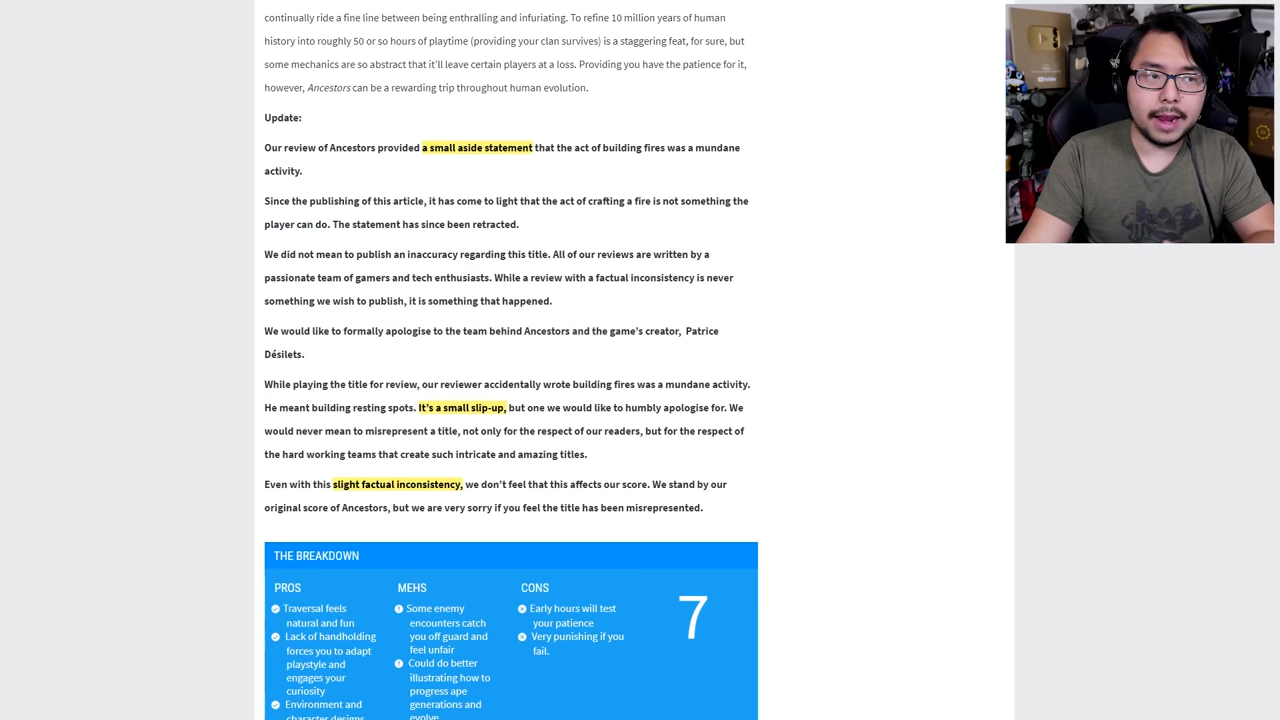 continually ride a fine line between being enthralling and infuriating. To refine 10 million years of human
history into roughly 50 or so hours of playtime (providing your clan survives) is a staggering feat, for sure, but
some mechanics are so abstract that it'll leave certain players at a loss. Providing you have the patience for it,
however, Ancestors can be a rewarding trip throughout human evolution.
Update:
Our review of Ancestors provided a small aside statement that the act of building fires was a mundane
activity.
Since the publishing of this article, it has come to light that the act of crafting a fire is not something the
player can do. The statement has since been retracted.
We did not mean to publish an inaccuracy regarding this title. All of our reviews are written by a
passionate team of gamers and tech enthusiasts. While a review with a factual inconsistency is never
something we wish to publish, it is something that happened.
We would like to formally apologise to the team behind Ancestors and the game's creator, Patrice
Désilets.
While playing the title for review, our reviewer accidentally wrote building fires was a mundane activity.
He meant building resting spots. It's a small slip-up, but one we would like to humbly apologise for. We
would never mean to misrepresent a title, not only for the respect of our readers, but for the respect of
the hard working teams that create such intricate and amazing titles.
Even with this slight factual inconsistency, we don't feel that this affects our score. We stand by our
original score of Ancestors, but we are very sorry if you feel the title has been misrepresented.
THE BREAKDOWN
PROS
Traversal feels
natural and fun
Lack of handholding
forces you to adapt
playstyle and
engages your
curiosity
Environment and
character designs
MEHS
Some enemy
encounters catch
you off guard and
feel unfair
Could do better
illustrating how to
progress ape
generations and
evolve
CONS
Early hours will test
your patience
Very punishing if you
fail.
7